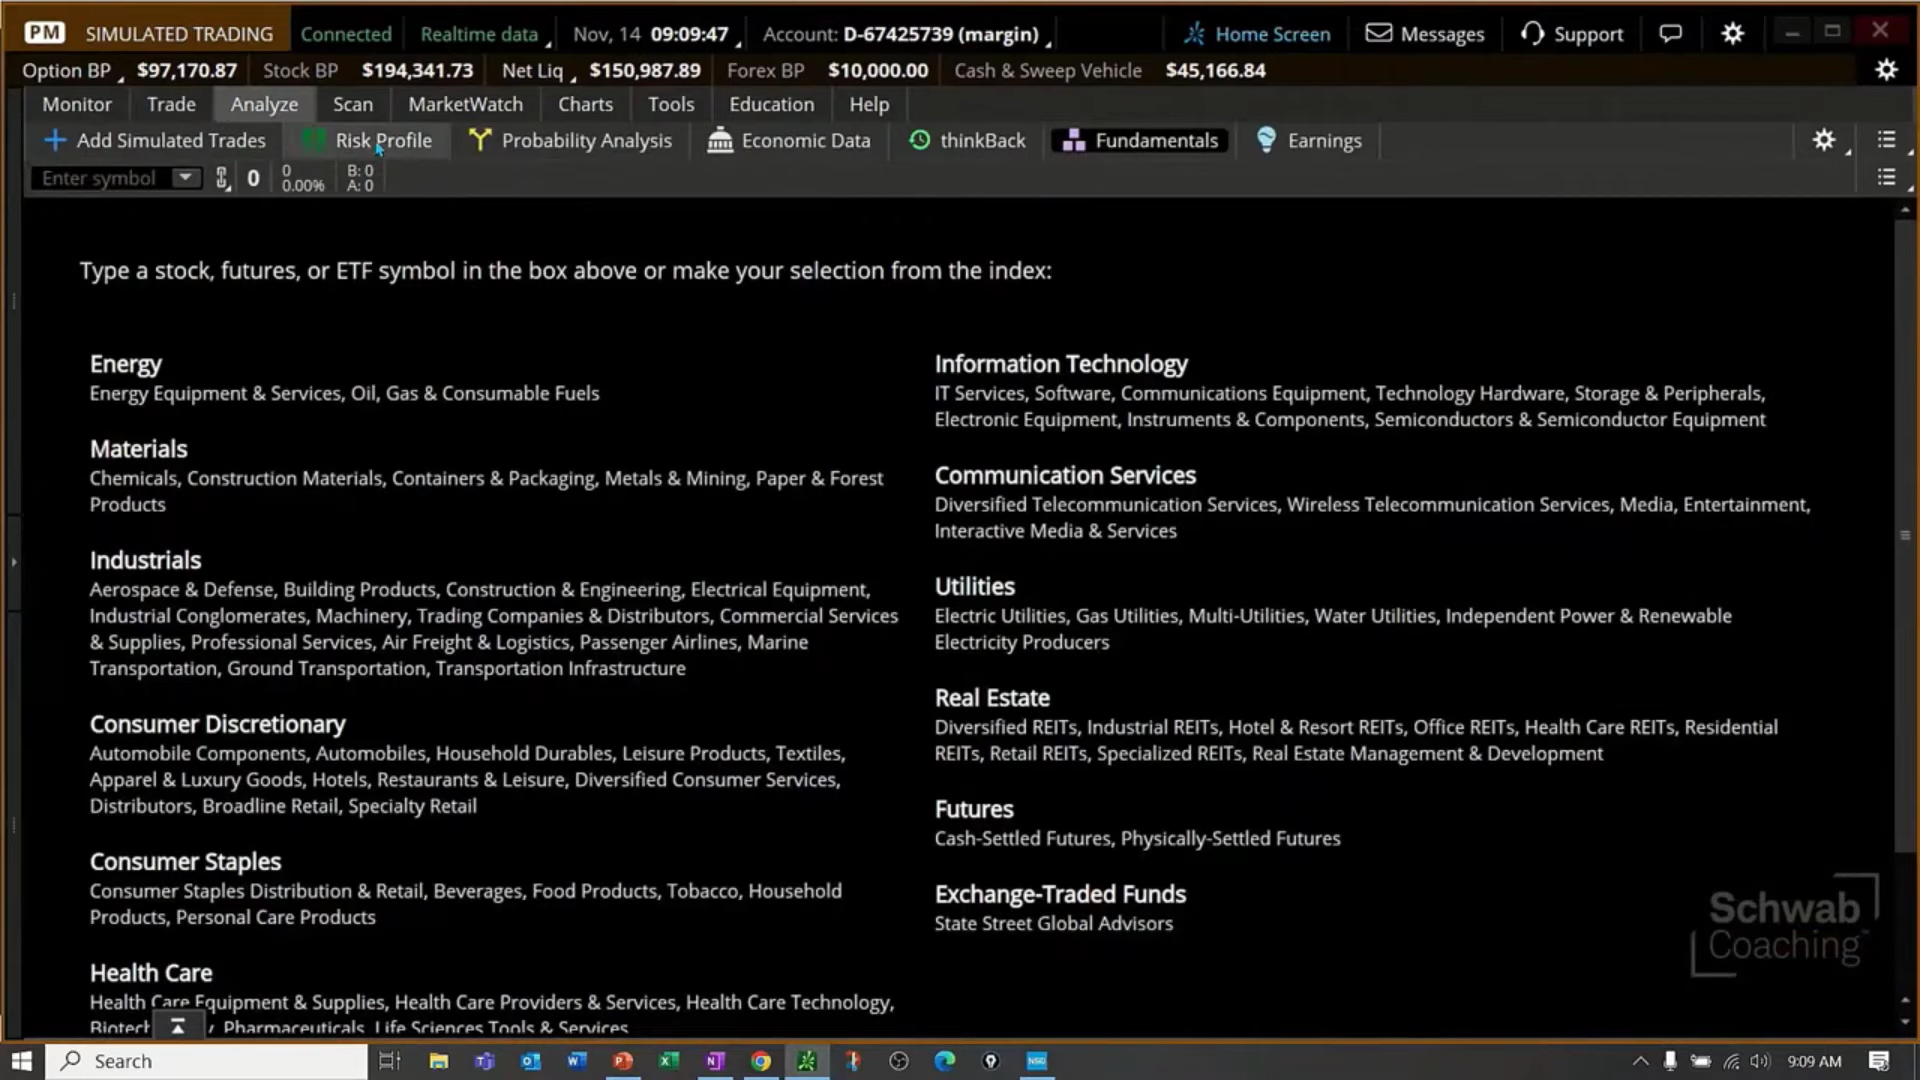 PM SIMULATED TRADING Connected Realtime data Nov, 14 09:09:47 Account: D-67425739 (margin) Home Screen Messages Support
Option BP $97,170.87 Stock BP $194,341.73 Net Liq $150,987.89 Forex BP $10,000.00 Cash & Sweep Vehicle $45,166.84
Monitor Trade Analyze Scan MarketWatch Charts Tools Education Help
Add Simulated Trades Risk Profile Probability Analysis Economic Data thinkBack Fundamentals Earnings
Enter symbol 0 0 B: 0
0.00% A: 0
Type a stock, futures, or ETF symbol in the box above or make your selection from the index:
Energy
Energy Equipment & Services, Oil, Gas & Consumable Fuels
Materials
Chemicals, Construction Materials, Containers & Packaging, Metals & Mining, Paper & Forest
Products
Industrials
Aerospace & Defense, Building Products, Construction & Engineering, Electrical Equipment,
Industrial Conglomerates, Machinery, Trading Companies & Distributors, Commercial Services
& Supplies, Professional Services, Air Freight & Logistics, Passenger Airlines, Marine
Transportation, Ground Transportation, Transportation Infrastructure
Consumer Discretionary
Automobile Components, Automobiles, Household Durables, Leisure Products, Textiles,
Apparel & Luxury Goods, Hotels, Restaurants & Leisure, Diversified Consumer Services,
Distributors, Broadline Retail, Specialty Retail
Consumer Staples
Consumer Staples Distribution & Retail, Beverages, Food Products, Tobacco, Household
Products, Personal Care Products
Health Care
Health Care Equipment & Supplies, Health Care Providers & Services, Health Care Technology,
Pharmaceuticals, Life Sciences Tools & Services
Information Technology
IT Services, Software, Communications Equipment, Technology Hardware, Storage & Peripherals,
Electronic Equipment, Instruments & Components, Semiconductors & Semiconductor Equipment
Communication Services
Diversified Telecommunication Services, Wireless Telecommunication Services, Media, Entertainment,
Interactive Media & Services
Utilities
Electric Utilities, Gas Utilities, Multi-Utilities, Water Utilities, Independent Power & Renewable
Electricity Producers
Real Estate
Diversified REITs, Industrial REITs, Hotel & Resort REITs, Office REITs, Health Care REITs, Residential
REITs, Retail REITs, Specialized REITs, Real Estate Management & Development
Futures
Cash-Settled Futures, Physically-Settled Futures
Exchange-Traded Funds
State Street Global Advisors
Schwab
Coaching™
Search 9:09 AM